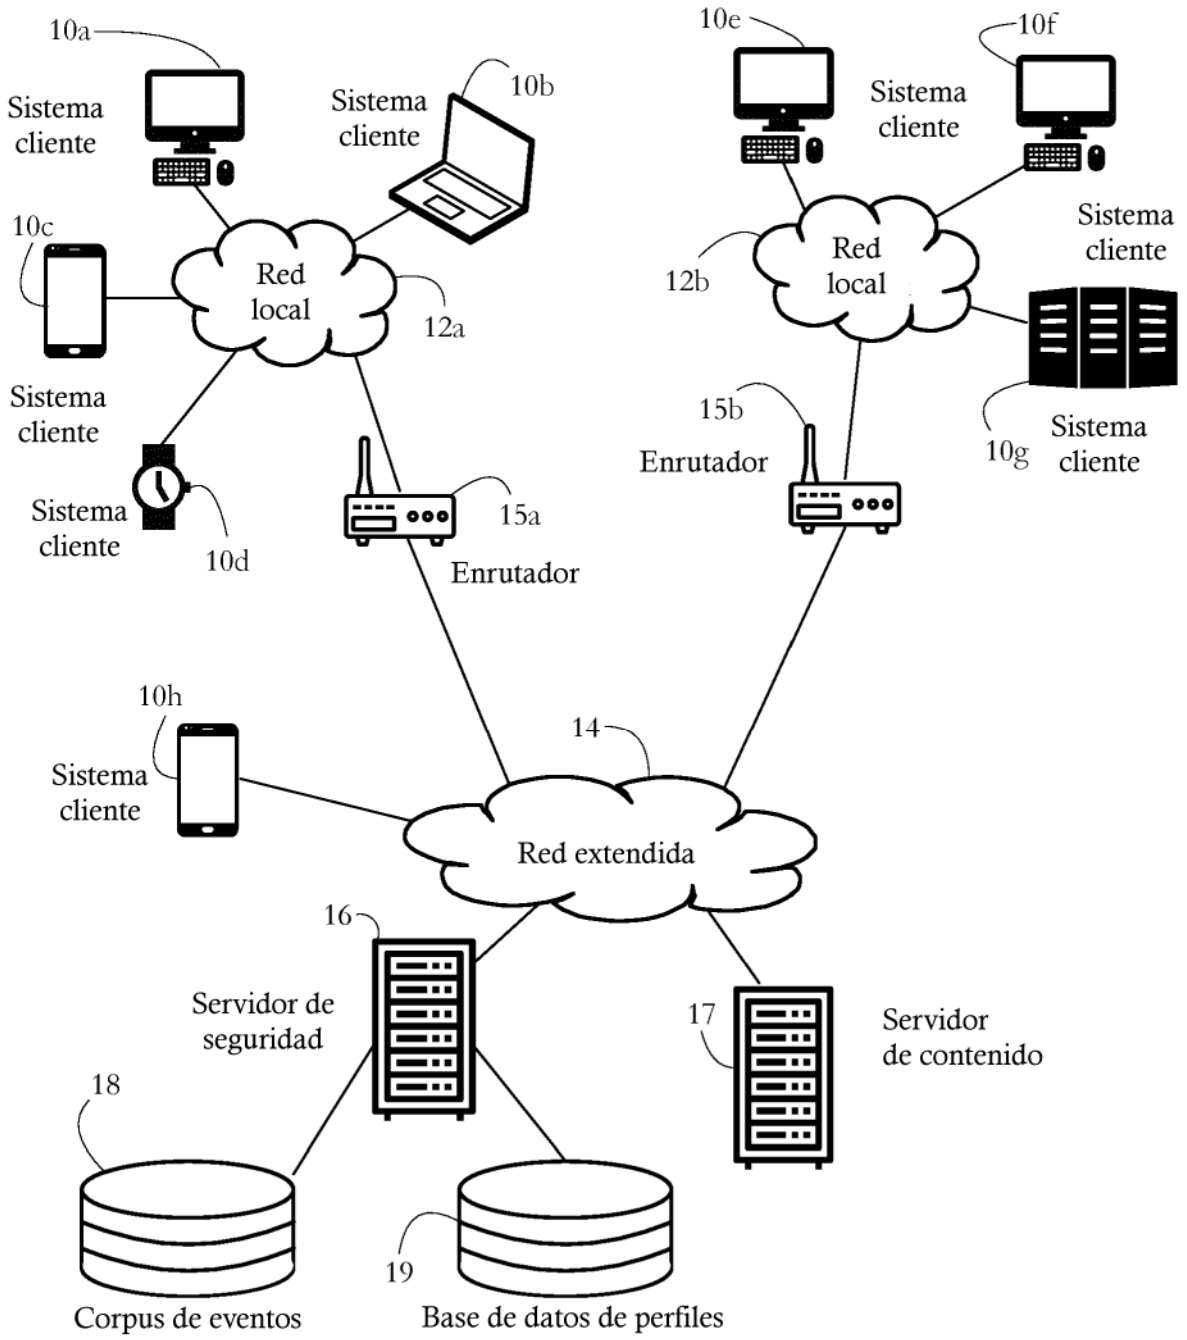 10a
Sistema
cliente
10b
Sistema
cliente
10e
10f
Sistema
cliente
10c
Red
local
12a
Red
local
12b
Sistema
cliente
Sistema
cliente
10g
Sistema
cliente
Sistema
cliente
10d
15a
Enrutador
15b
Enrutador
10h
Sistema
cliente
14
Red extendida
16
Servidor de
seguridad
17
Servidor
de contenido
18
19
Corpus de eventos
Base de datos de perfiles